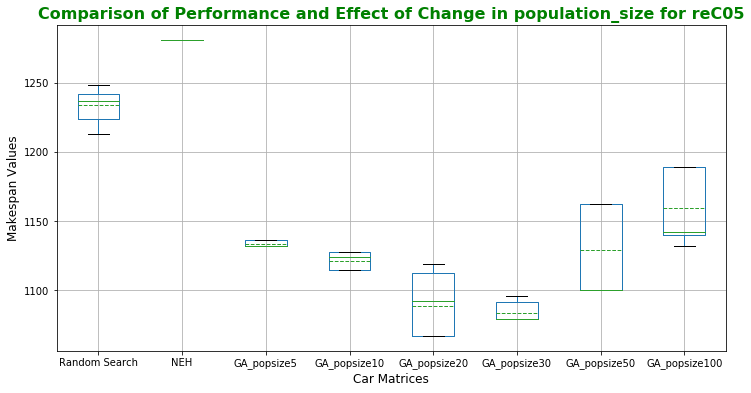 Comparison of Performance and Effect of Change in population_size for reC05
1250
1200
1150
1100
Makespan Values
Random Search NEH GA_popsize5 GA_popsize10 GA_popsize20 GA_popsize30 GA_popsize50 GA_popsize100
Car Matrices